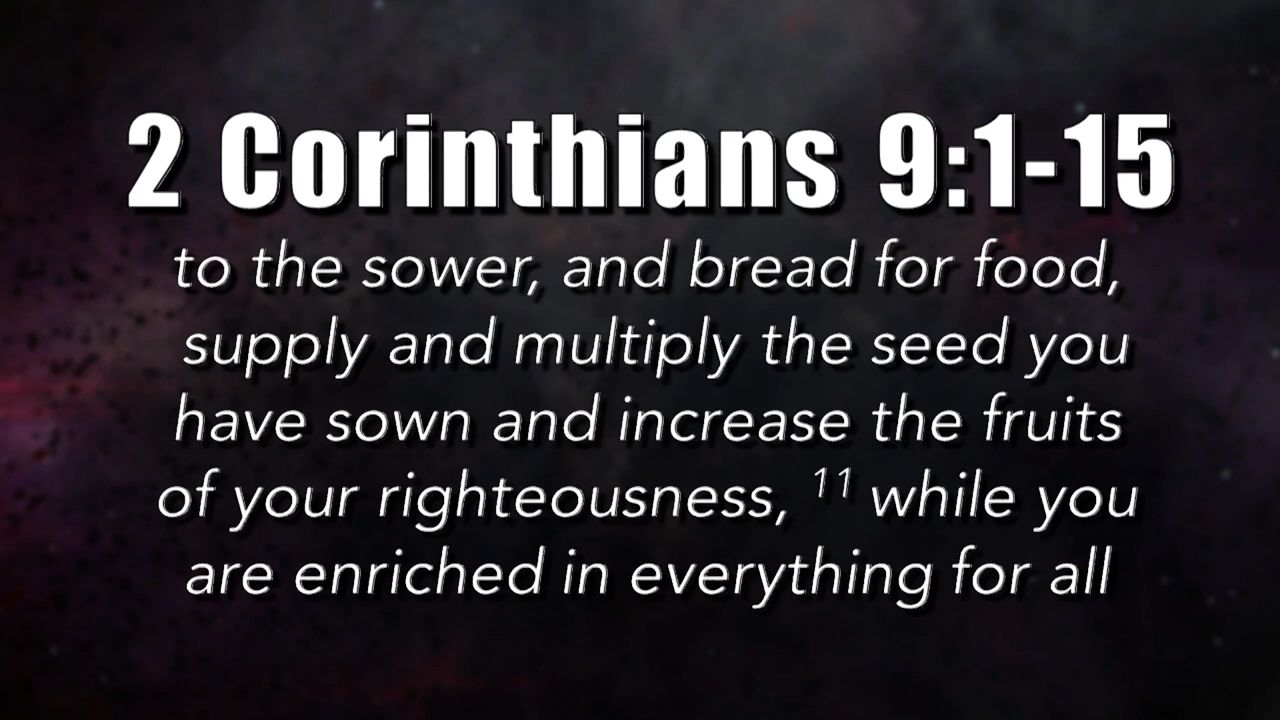 2 Corinthians 9:1-15
to the sower, and bread for food,
supply and multiply the seed you
have sown and increase the fruits
of your righteousness, ¹¹ while you
are enriched in everything for all